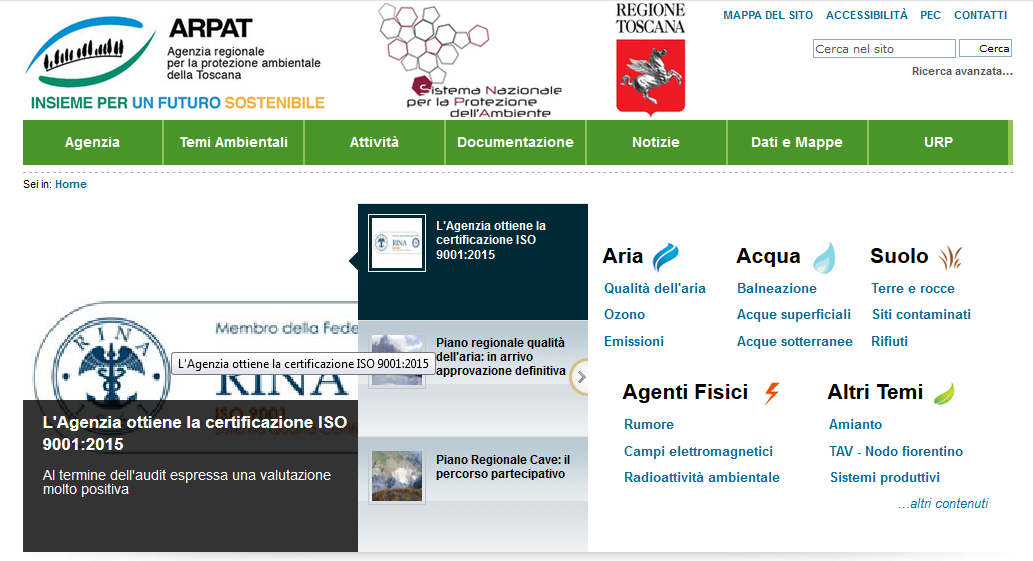 ARPAT
Agenzia regionale
per la protezione ambientale
della Toscana
INSIEME PER UN FUTURO SOSTENIBILE
Sistema Nazionale
per la Protezione
dell'Ambiente
REGIONE
TOSCANA
MAPPA DEL SITO ACCESSIBILITÀ PEC CONTATTI
Cerca nel sito Cerca
Ricerca avanzata...
Agenzia Temi Ambientali Attività Documentazione Notizie Dati e Mappe URP
Sei in: Home
Membro della Fede
RINA
RINA
ISO 9001
L'Agenzia ottiene la certificazione ISO 9001:2015
L'Agenzia ottiene la certificazione ISO
9001:2015
Al termine dell'audit espressa una valutazione
molto positiva
RINA
L'Agenzia ottiene la
certificazione ISO
9001:2015
Piano regionale qualità
dell'aria: in arrivo
approvazione definitiva
Piano Regionale Cave: il
percorso partecipativo
Aria
Qualità dell'aria
Ozono
Emissioni
Acqua
Balneazione
Acque superficiali
Acque sotterranee
Suolo
Terre e rocce
Siti contaminati
Rifiuti
Agenti Fisici
Rumore
Campi elettromagnetici
Radioattività ambientale
Altri Temi
Amianto
TAV - Nodo fiorentino
Sistemi produttivi
...altri contenuti